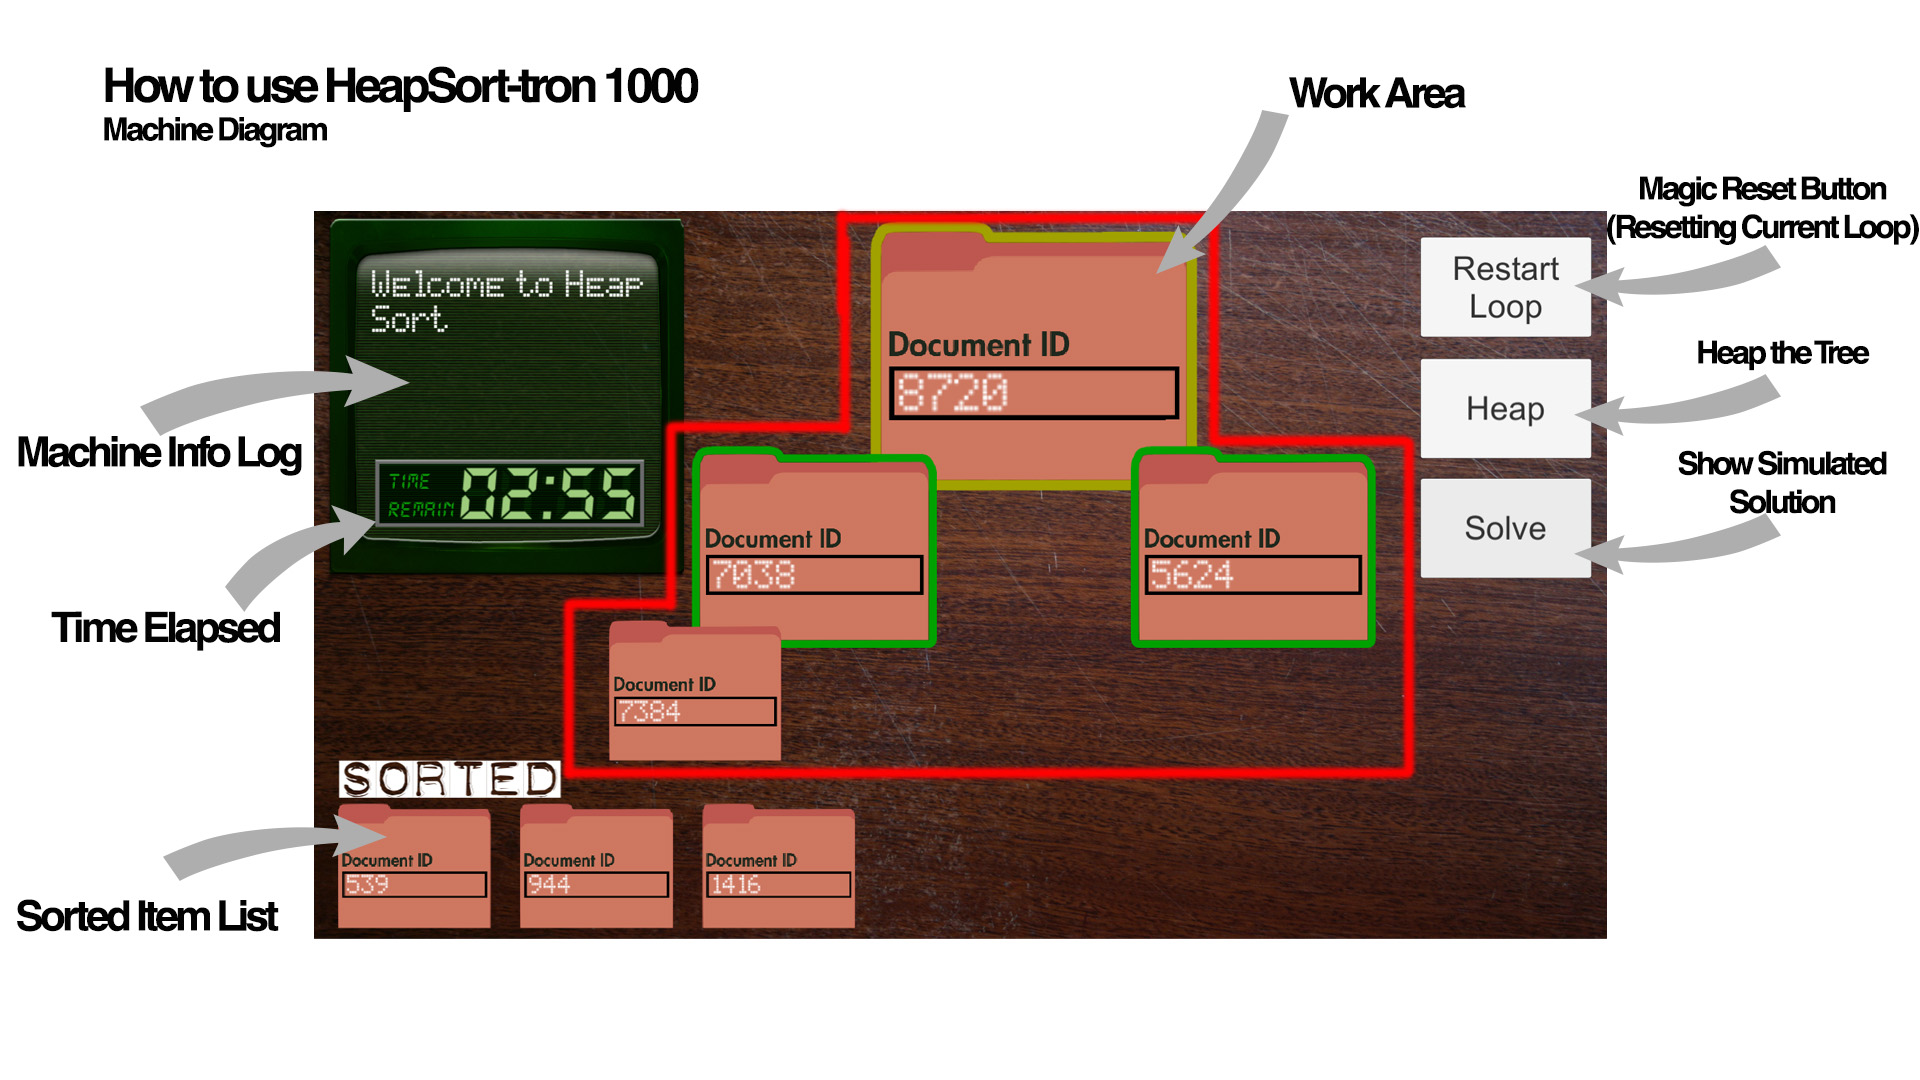 How to use HeapSort-tron 1000
Machine Diagram
Work Area
Magic Reset Button
(Resetting Current Loop)
Restart
Loop
Heap the Tree
Heap
Show Simulated
Solution
Solve
Welcome to Heap
Sort
Machine Info Log
TIME
REMAIN
02:55
Time Elapsed
Document ID
8720
Document ID
7038
Document ID
5624
Document ID
7384
SORTED
Document ID
539
Document ID
944
Document ID
1416
Sorted Item List